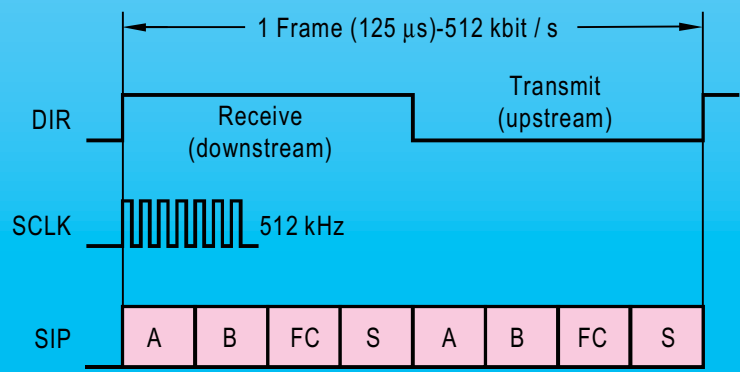 1 Frame (125 μs)-512 kbit / s
DIR
Receive
(downstream)
Transmit
(upstream)
SCLK
512 kHz
SIP
A B FC S A B FC S